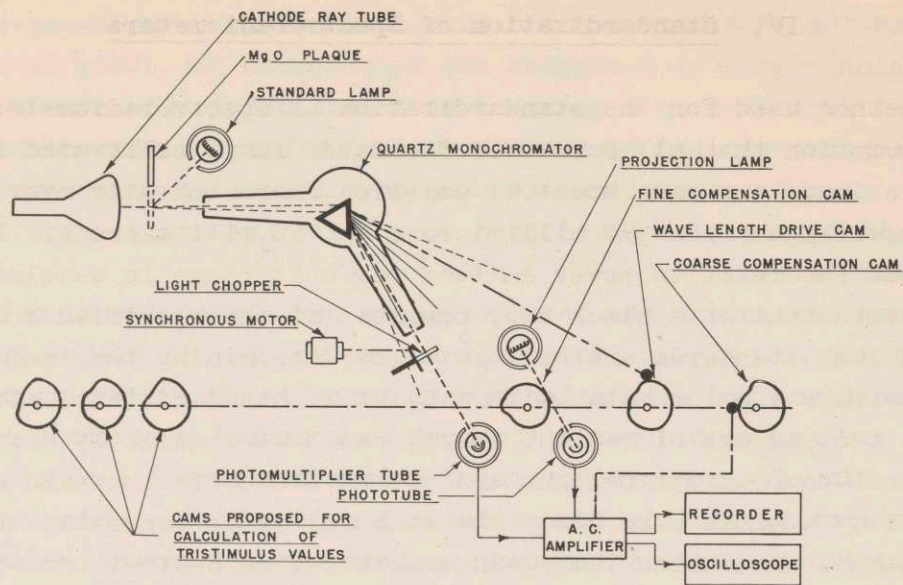 CATHODE RAY TUBE
MgO PLAQUE
STANDARD LAMP
QUARTZ MONOCHROMATOR
PROJECTION LAMP
FINE COMPENSATION CAM
WAVE LENGTH DRIVE CAM
COARSE COMPENSATION CAM
LIGHT CHOPPER
SYNCHRONOUS MOTOR
PHOTOMULTIPLIER TUBE
PHOTOTUBE
CAMS PROPOSED FOR
CALCULATION OF
TRISTIMULUS VALUES
A. C.
AMPLIFIER
RECORDER
OSCILLOSCOPE